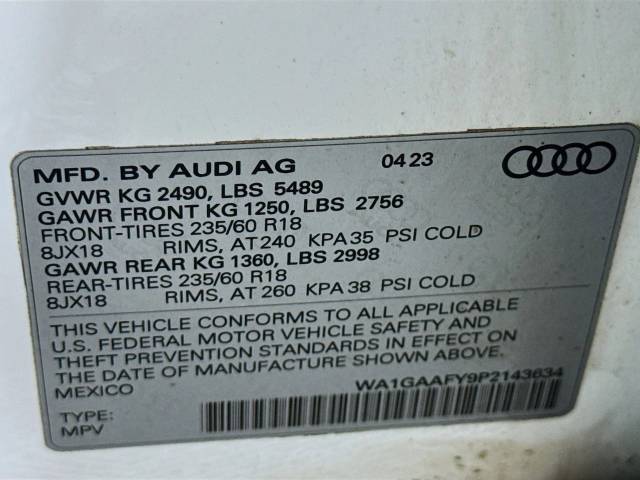 MFD. BY AUDI AG 04 23
GVWR KG 2490, LBS 5489
GAWR FRONT KG 1250, LBS 2756
FRONT-TIRES 235/60 R18
8JX18 RIMS, AT 240 KPA 35 PSI COLD
GAWR REAR KG 1360, LBS 2998
REAR-TIRES 235/60 R18
8JX18 RIMS, AT 260 KPA 38 PSI COLD
THIS VEHICLE CONFORMS TO ALL APPLICABLE
U.S. FEDERAL MOTOR VEHICLE SAFETY AND
THEFT PREVENTION STANDARDS IN EFFECT ON
THE DATE OF MANUFACTURE SHOWN ABOVE.
MEXICO WA1GAAFY9P2143634
TYPE:
MPV